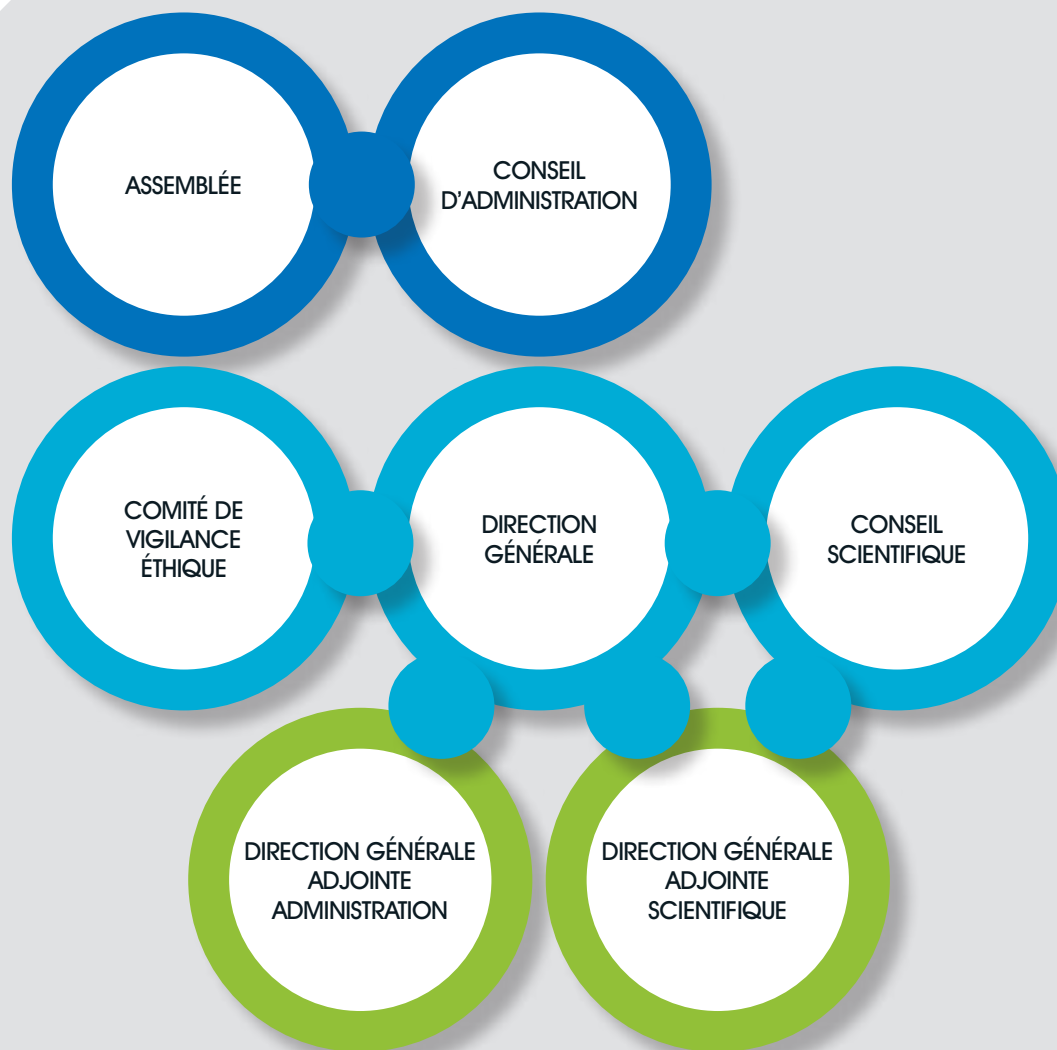 ASSEMBLÉE
CONSEIL
D'ADMINISTRATION
COMITÉ DE
VIGILANCE
ÉTHIQUE
DIRECTION
GÉNÉRALE
CONSEIL
SCIENTIFIQUE
DIRECTION GÉNÉRALE
ADJOINTE
ADMINISTRATION
DIRECTION GÉNÉRALE
ADJOINTE
SCIENTIFIQUE